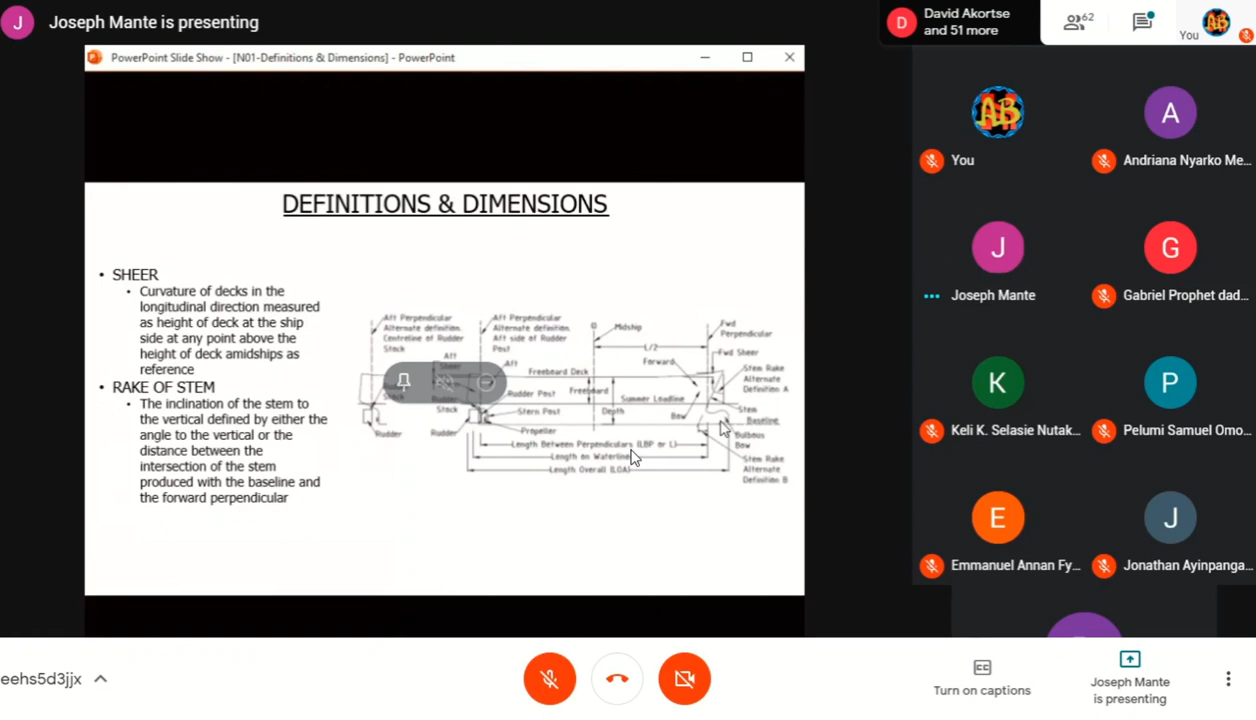 J
Joseph Mante is presenting
D
David Akortse
and 51 more
62
You
PowerPoint Slide Show - [N01-Definitions & Dimensions] - PowerPoint
DEFINITIONS & DIMENSIONS
• SHEER
• Curvature of decks in the
longitudinal direction measured
as height of deck at the ship
side at any point above the
height of deck amidships as
reference
• RAKE OF STEM
• The inclination of the stem to
the vertical defined by either the
angle to the vertical or the
distance between the
intersection of the stem
produced with the baseline and
the forward perpendicular
Aft Perpendicular
Alternate definition
Centreline of Rudder
Stock
Aft Perpendicular
Alternate definition
Aft side of Rudder
Post
Midship
Fwd
Perpendicular
L/2
Aft
Aft
Forward
Fwd Sheer
Freeboard Deck
Stem Rake
Alternate
Definition A
Rudder Post
Freeboard
Summer Loadline
Stock
Stern Post
Depth
Bow
Stem
Baseline
Rudder
Rudder
Propeller
Bulbous
Bow
Length Between Perpendiculars (LBP or L)
Length on Waterline
Length Overall (LOA)
Stem Rake
Alternate
Definition B
AB
You
A
Andriana Nyarko Me...
J
Joseph Mante
G
Gabriel Prophet dad...
K
Keli K. Selasie Nutak...
P
Pelumi Samuel Omo...
E
Emmanuel Annan Fy...
J
Jonathan Ayinpanga...
eehs5d3jjx
CC
Turn on captions
Joseph Mante
is presenting